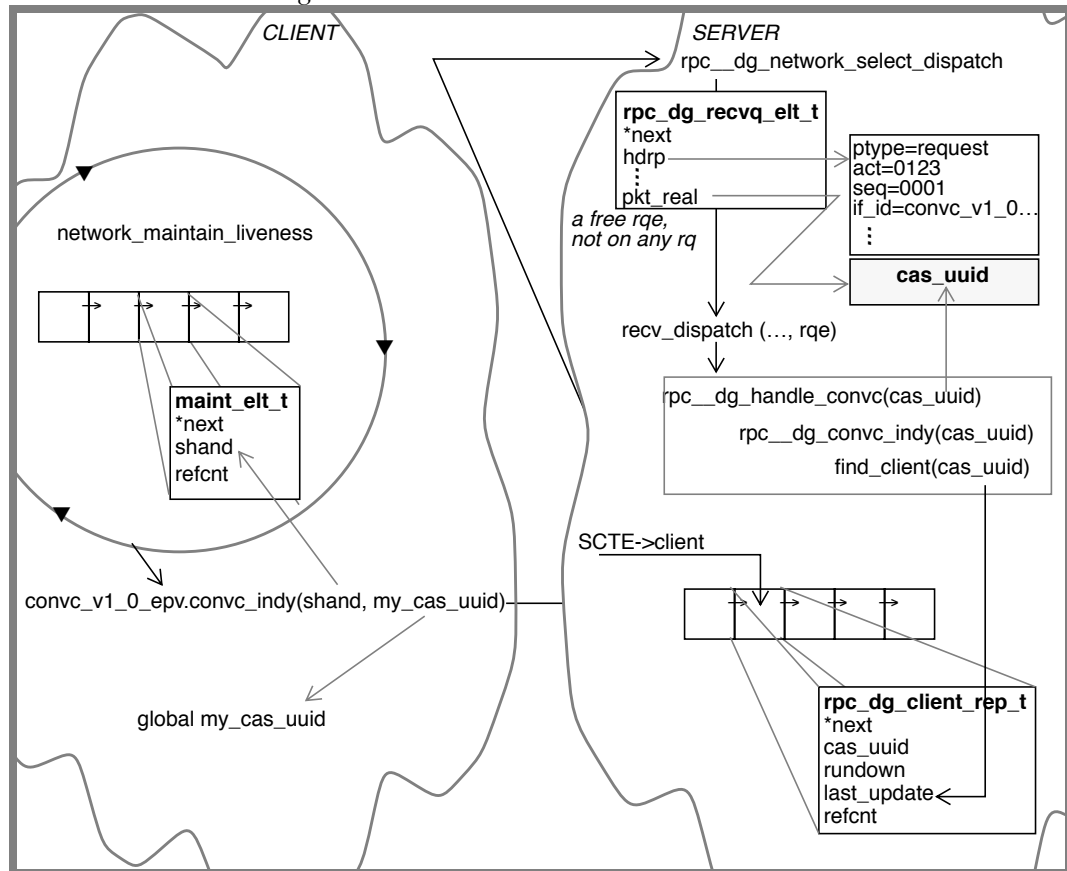 CLIENT
network_maintain_liveness
maint_elt_t
*next
shand
refcnt
convc_v1_0_epv.convc_indy(shand, my_cas_uuid)
global my_cas_uuid
SERVER
rpc__dg_network_select_dispatch
rpc_dg_recvq_elt_t
*next
hdrp
pkt_real
a free rqe,
not on any rq
ptype=request
act=0123
seq=0001
if_id=convc_v1_0…
cas_uuid
recv_dispatch (…, rqe)
rpc__dg_handle_convc(cas_uuid)
rpc__dg_convc_indy(cas_uuid)
find_client(cas_uuid)
SCTE->client
rpc_dg_client_rep_t
*next
cas_uuid
rundown
last_update
refcnt